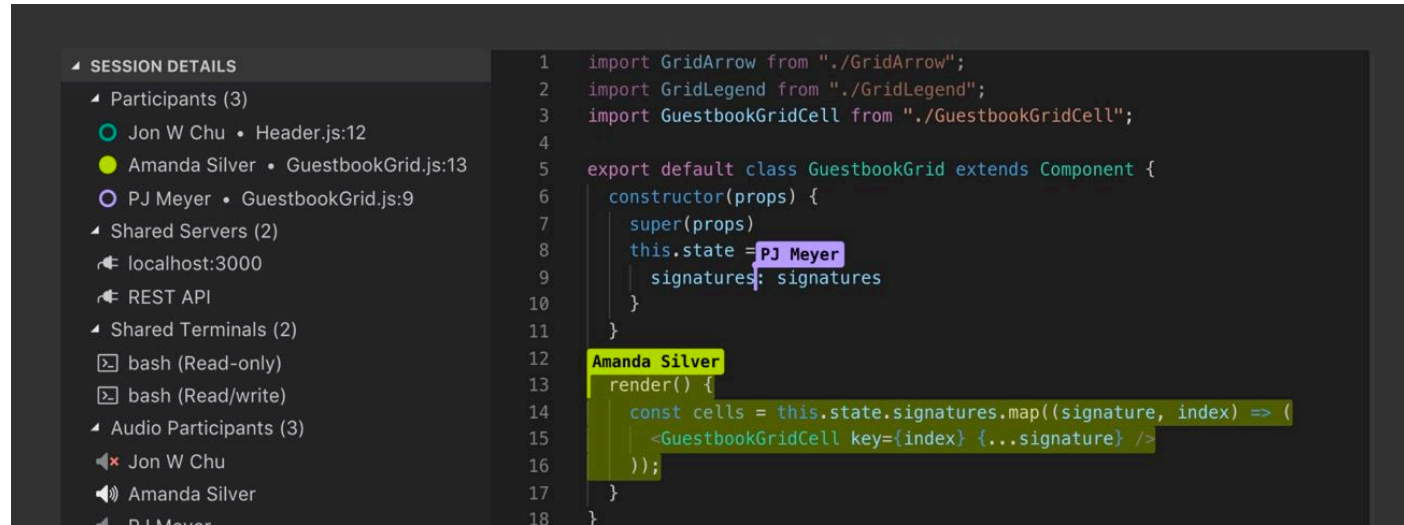 SESSION DETAILS
Participants (3)
Jon W Chu • Header.js:12
Amanda Silver • GuestbookGrid.js:13
PJ Meyer • GuestbookGrid.js:9
Shared Servers (2)
localhost:3000
REST API
Shared Terminals (2)
bash (Read-only)
bash (Read/write)
Audio Participants (3)
Jon W Chu
Amanda Silver
PJ Meyer
1 import GridArrow from "./GridArrow";
2 import GridLegend from "./GridLegend";
3 import GuestbookGridCell from "./GuestbookGridCell";
4
5 export default class GuestbookGrid extends Component {
6 constructor(props) {
7 super(props)
8 this.state =
PJ Meyer
9 signatures: signatures
10 }
11 }
12
Amanda Silver
13 render() {
14 const cells = this.state.signatures.map((signature, index) => (
15 <GuestbookGridCell key={index} {...signature} />
16 ));
17 }
18 }